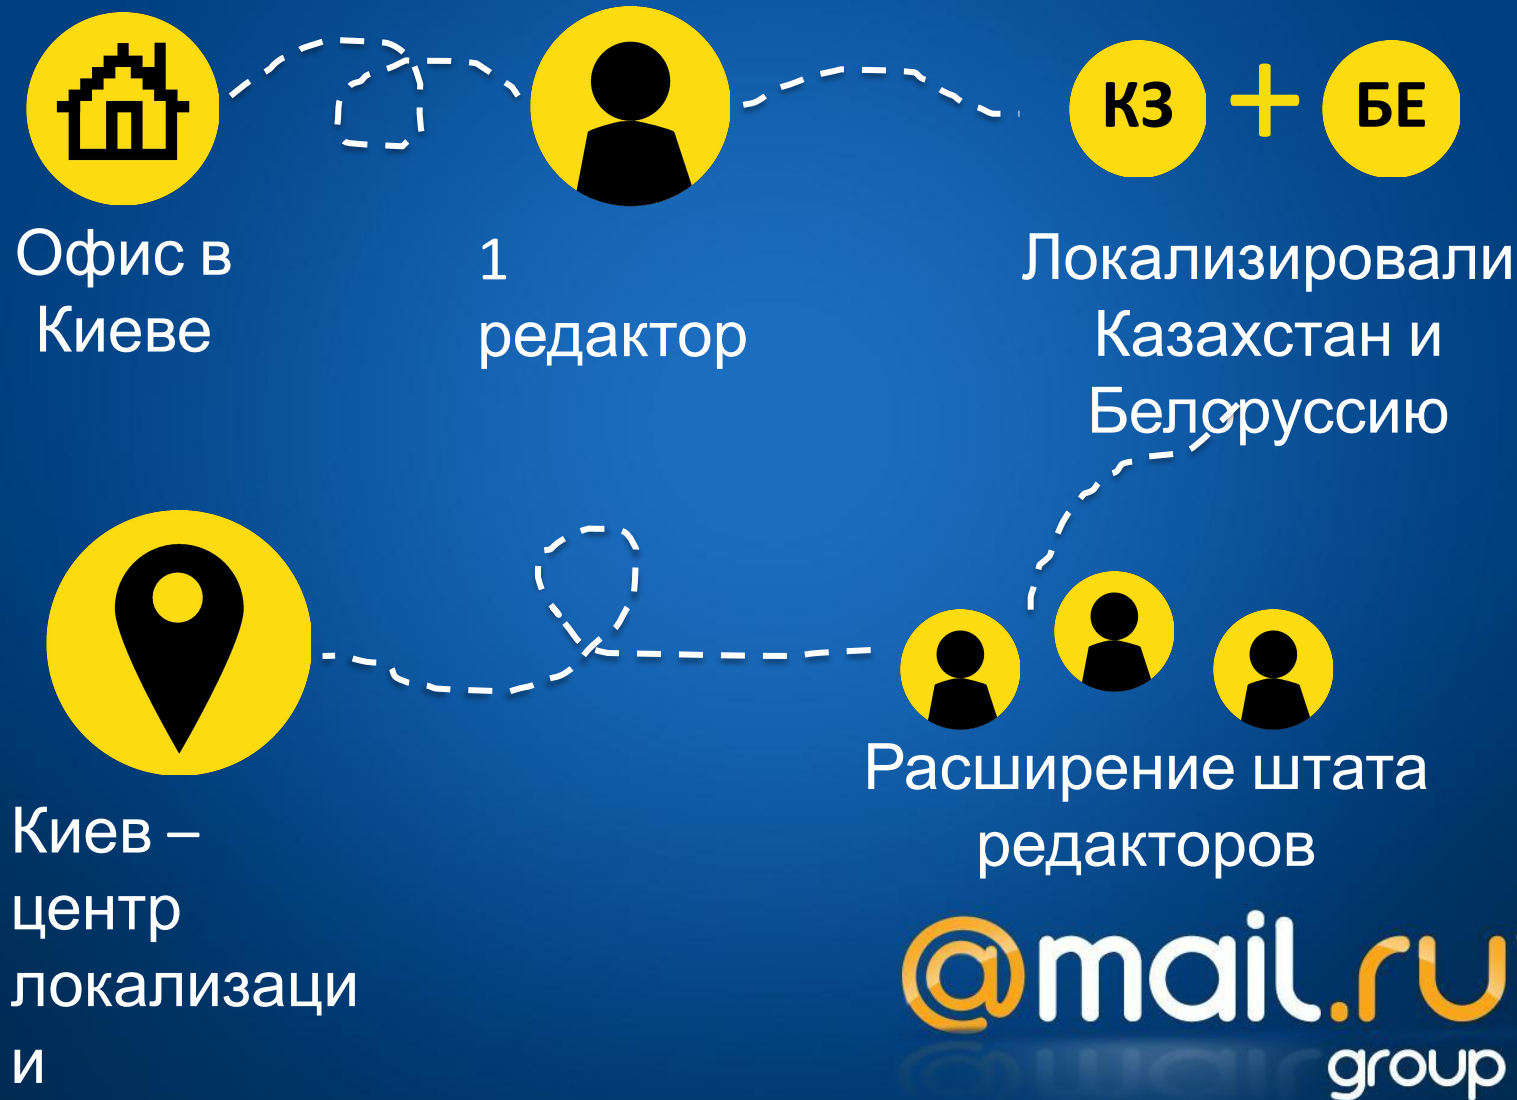 КЗ + БЕ
Офис в
Киеве
1
редактор
Локализировали
Казахстан и
Белоруссию
Расширение штата
редакторов
Киев –
центр
локализаци
и
@mail.ru
group